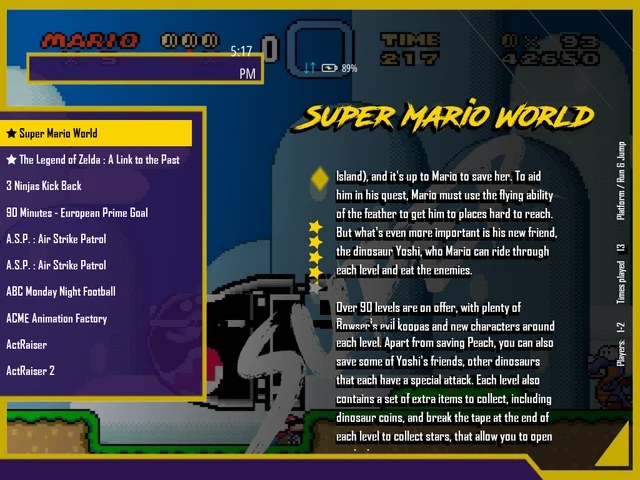 MARIO 000 TIME 0x 93
x 5 0 217 42650
5:17
PM
89%
SUPER MARIO WORLD
★ Super Mario World
★ The Legend of Zelda : A Link to the Past
3 Ninjas Kick Back
90 Minutes - European Prime Goal
A.S.P. : Air Strike Patrol
A.S.P. : Air Strike Patrol
ABC Monday Night Football
ACME Animation Factory
ActRaiser
ActRaiser 2
Island), and it's up to Mario to save her. To aid
him in his quest, Mario must use the flying ability
of the feather to get him to places hard to reach.
But what's even more important is his new friend,
the dinosaur Yoshi, who Mario can ride through
each level and eat the enemies.
Over 90 levels are on offer, with plenty of
Bowser's evil koopas and new characters around
each level. Apart from saving Peach, you can also
save some of Yoshi's friends, other dinosaurs
that each have a special attack. Each level also
contains a set of extra items to collect, including
dinosaur coins, and break the tape at the end of
each level to collect stars, that allow you to open
Players: 1-2 Times played 13 Platform / Run & Jump